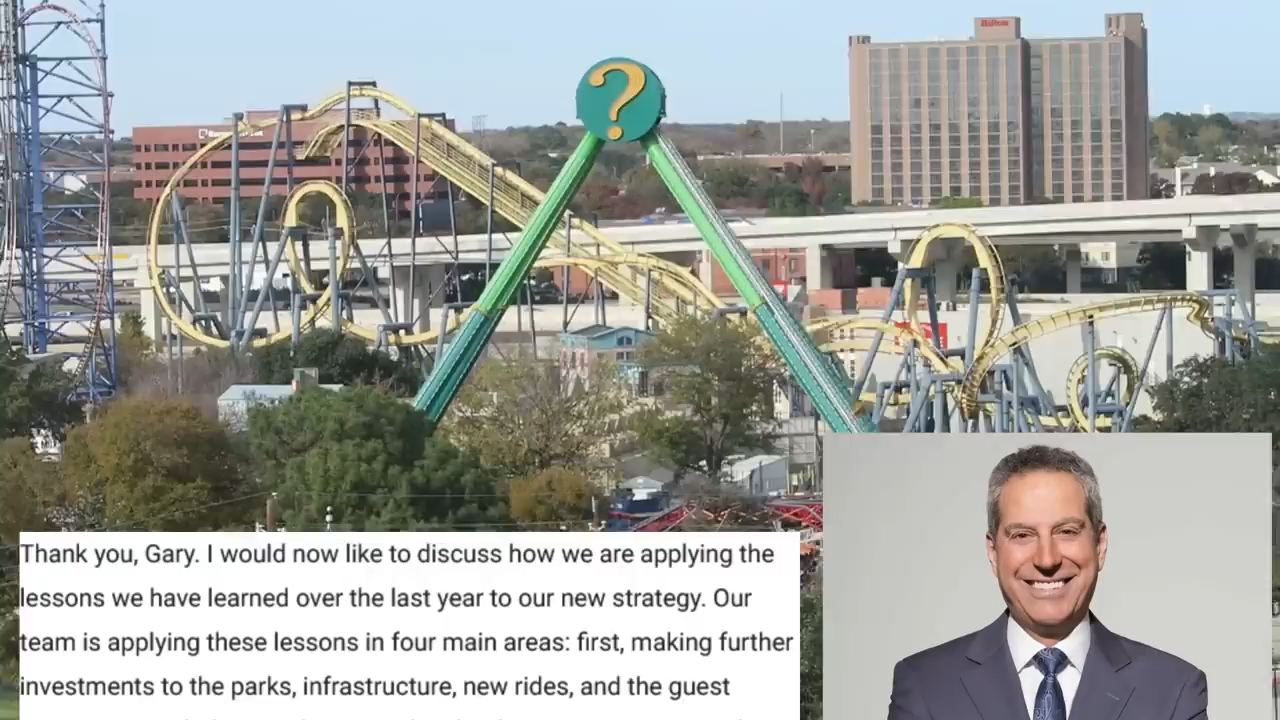 Hilton
?
Thank you, Gary. I would now like to discuss how we are applying the
lessons we have learned over the last year to our new strategy. Our
team is applying these lessons in four main areas: first, making further
investments to the parks, infrastructure, new rides, and the guest